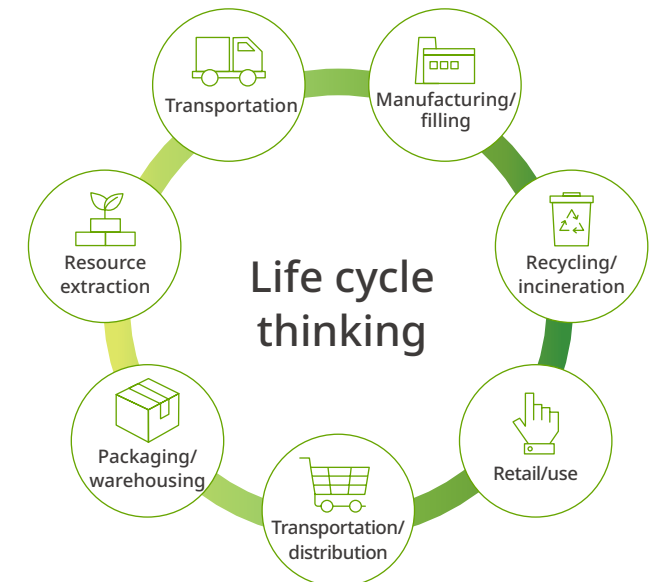 Transportation
Manufacturing/
filling
Resource
extraction
Life cycle
thinking
Recycling/
incineration
Packaging/
warehousing
Retail/use
Transportation/
distribution